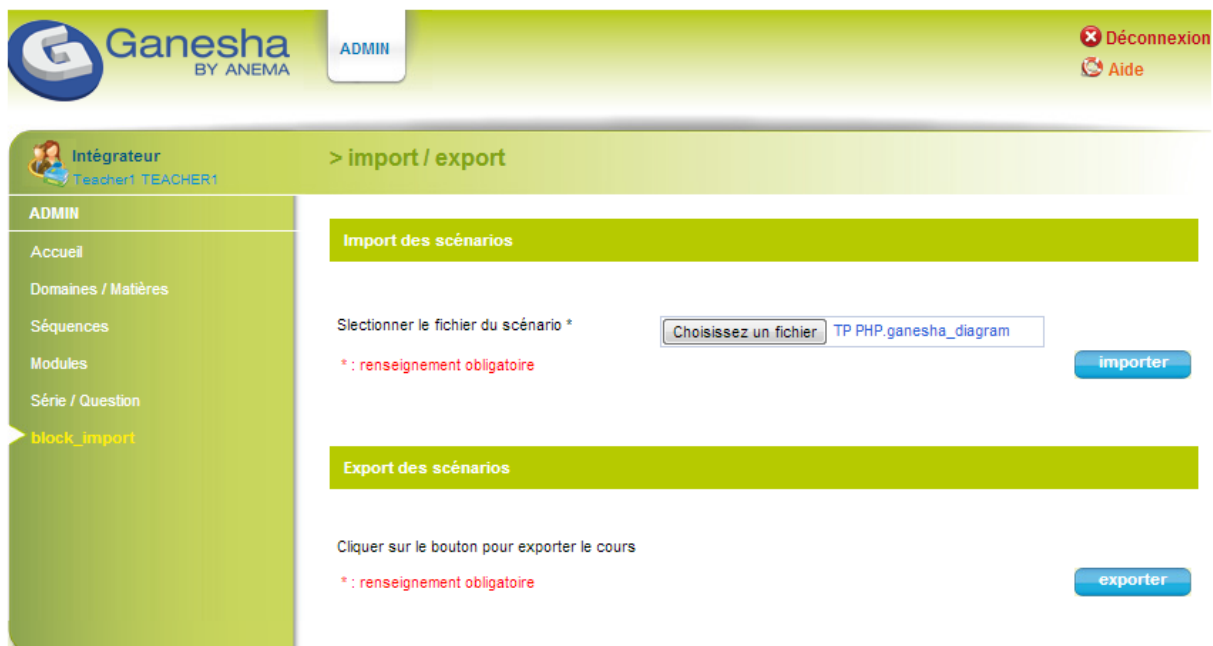 Ganesha
BY ANEMA
ADMIN
Déconnexion
Aide
Intégrateur
Teacher1 TEACHER1
> import / export
ADMIN
Accueil
Domaines / Matières
Séquences
Modules
Série / Question
block_import
Import des scénarios
Slectionner le fichier du scénario *
Choisissez un fichier TP PHP.ganesha_diagram
* : renseignement obligatoire
importer
Export des scénarios
Cliquer sur le bouton pour exporter le cours
* : renseignement obligatoire
exporter